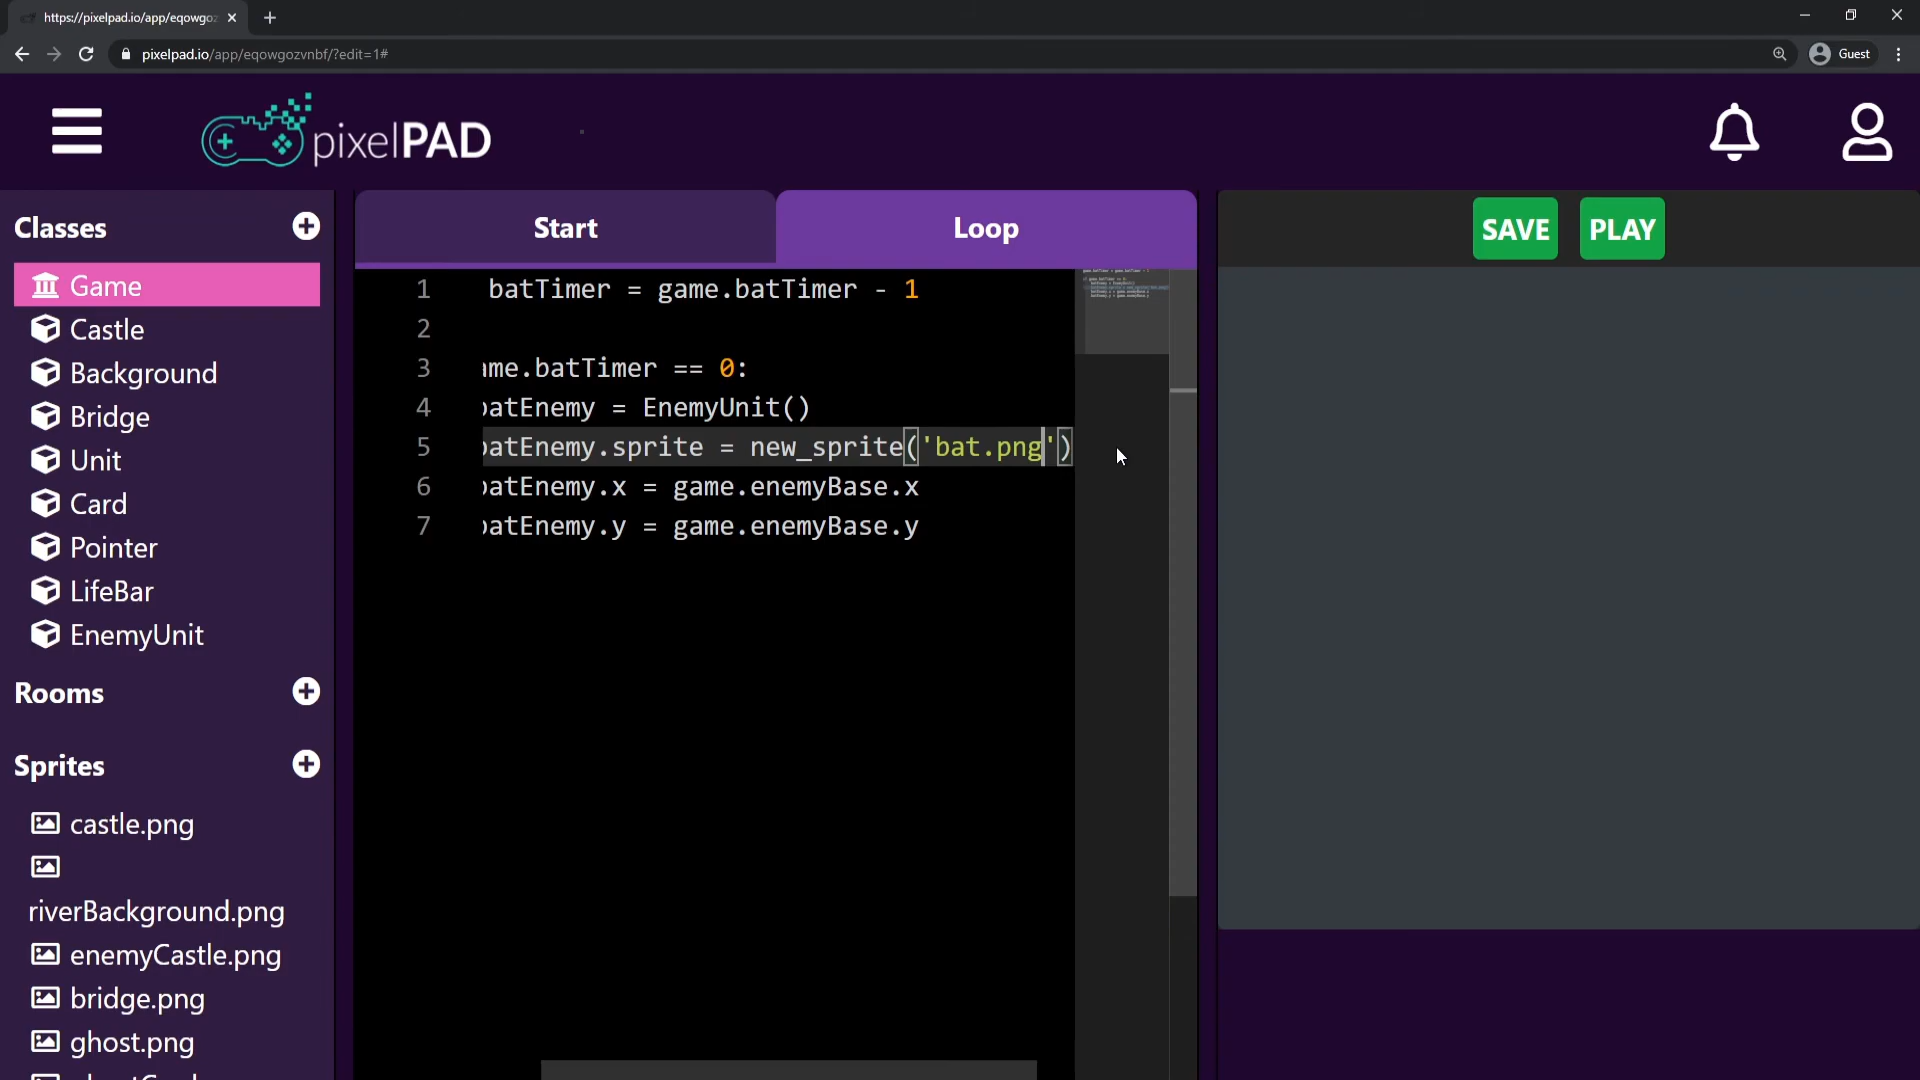 https://pixelpad.io/app/eqowgo
pixelpad.io/app/eqowgozvnbf/?edit=1#
Guest
pixelPAD
Classes
Start
Loop
SAVE
PLAY
Game
Castle
Background
Bridge
Unit
Card
Pointer
LifeBar
EnemyUnit
Rooms
Sprites
castle.png
riverBackground.png
enemyCastle.png
bridge.png
ghost.png
1 batTimer = game.batTimer - 1
2
3 me.batTimer == 0:
4 atEnemy = EnemyUnit()
5 atEnemy.sprite = new_sprite('bat.png')
6 atEnemy.x = game.enemyBase.x
7 atEnemy.y = game.enemyBase.y